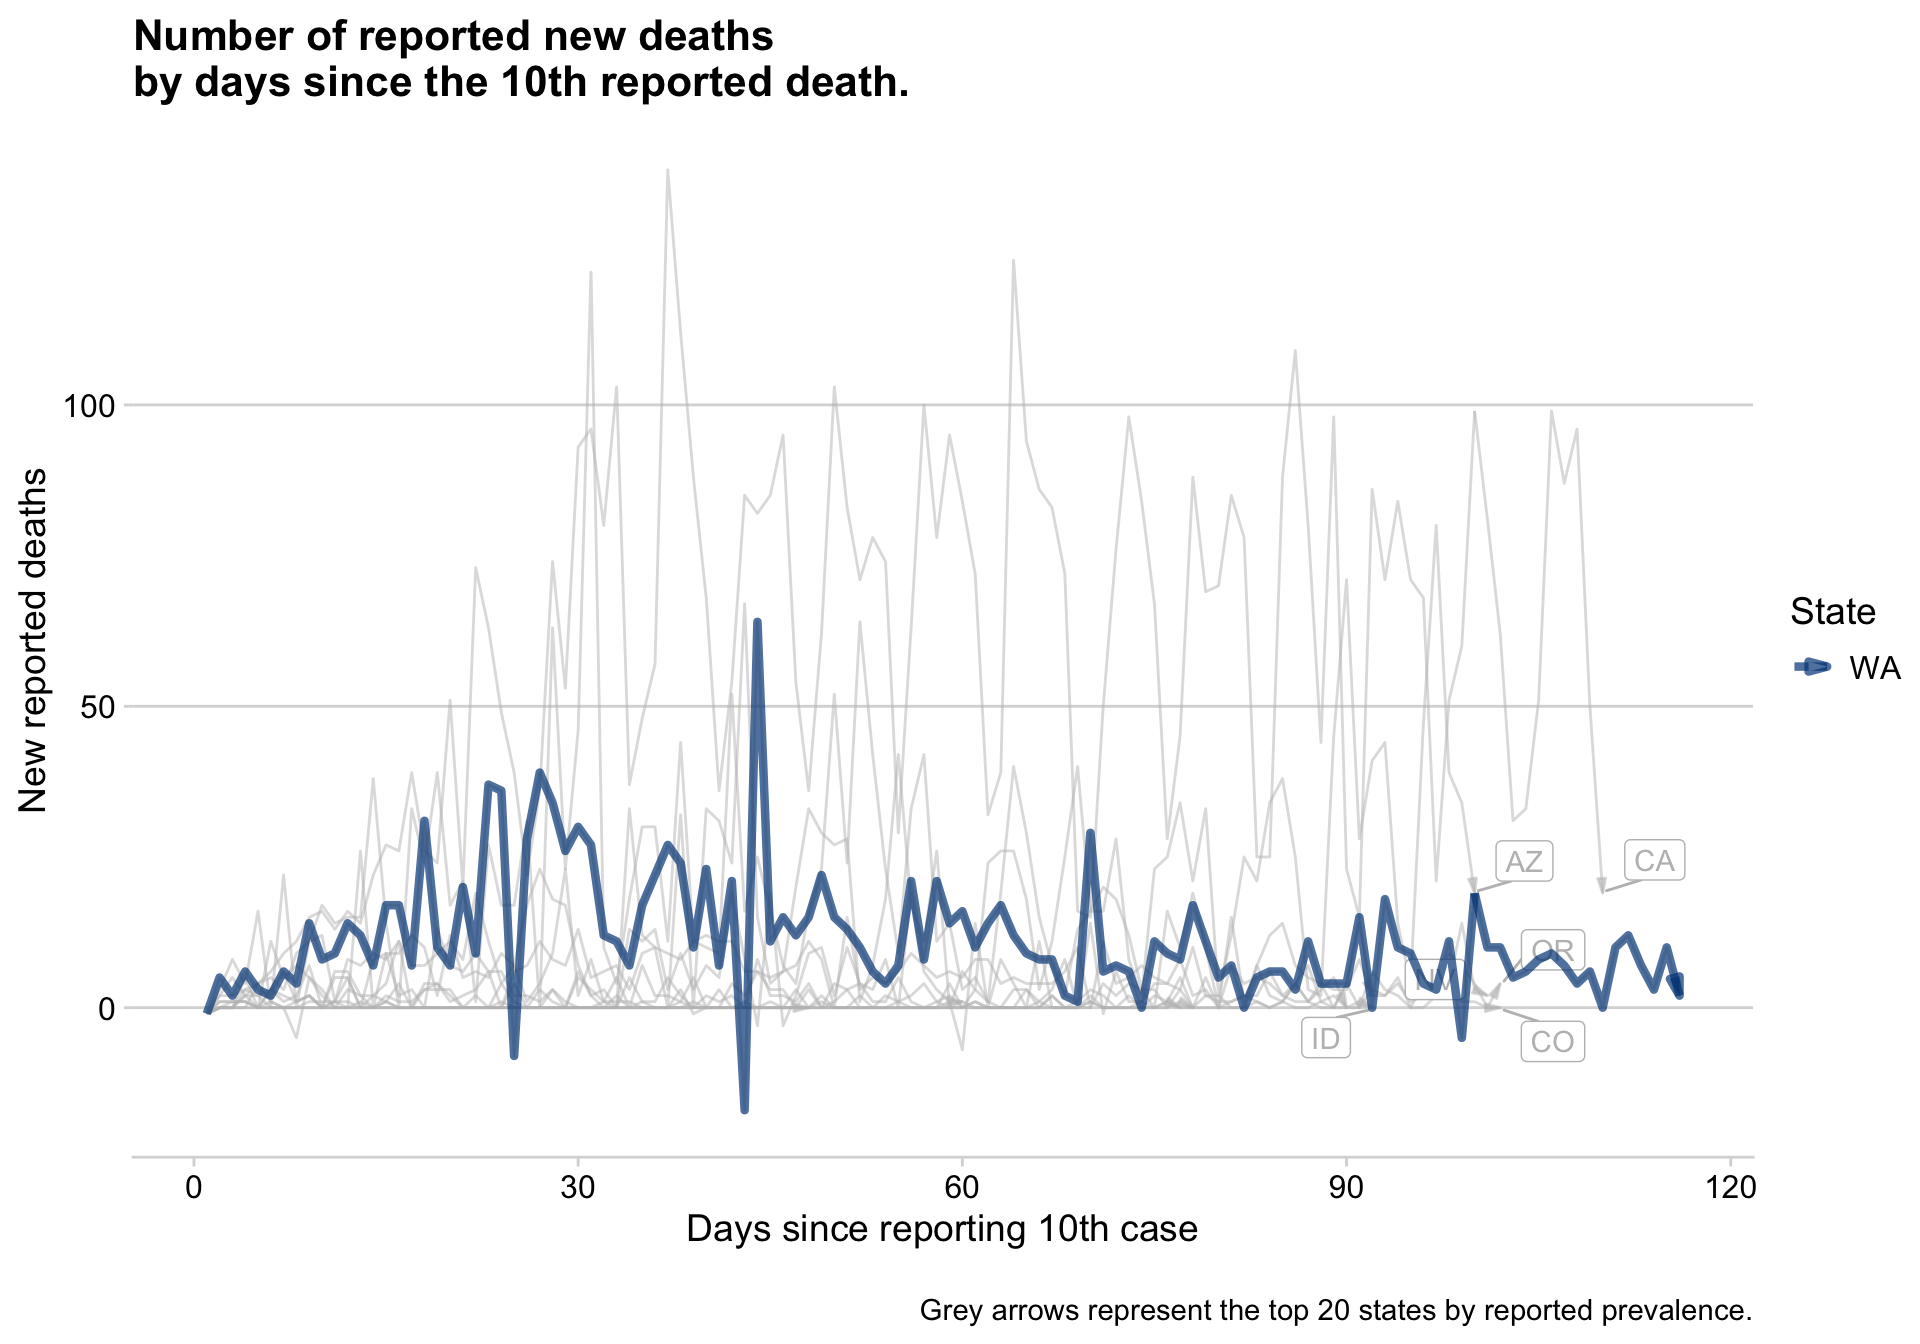 Number of reported new deaths
by days since the 10th reported death.
New reported deaths
100
50
0
AZ
CA
OR
ID
CO
State
WA
0
30
60
90
120
Days since reporting 10th case
Grey arrows represent the top 20 states by reported prevalence.